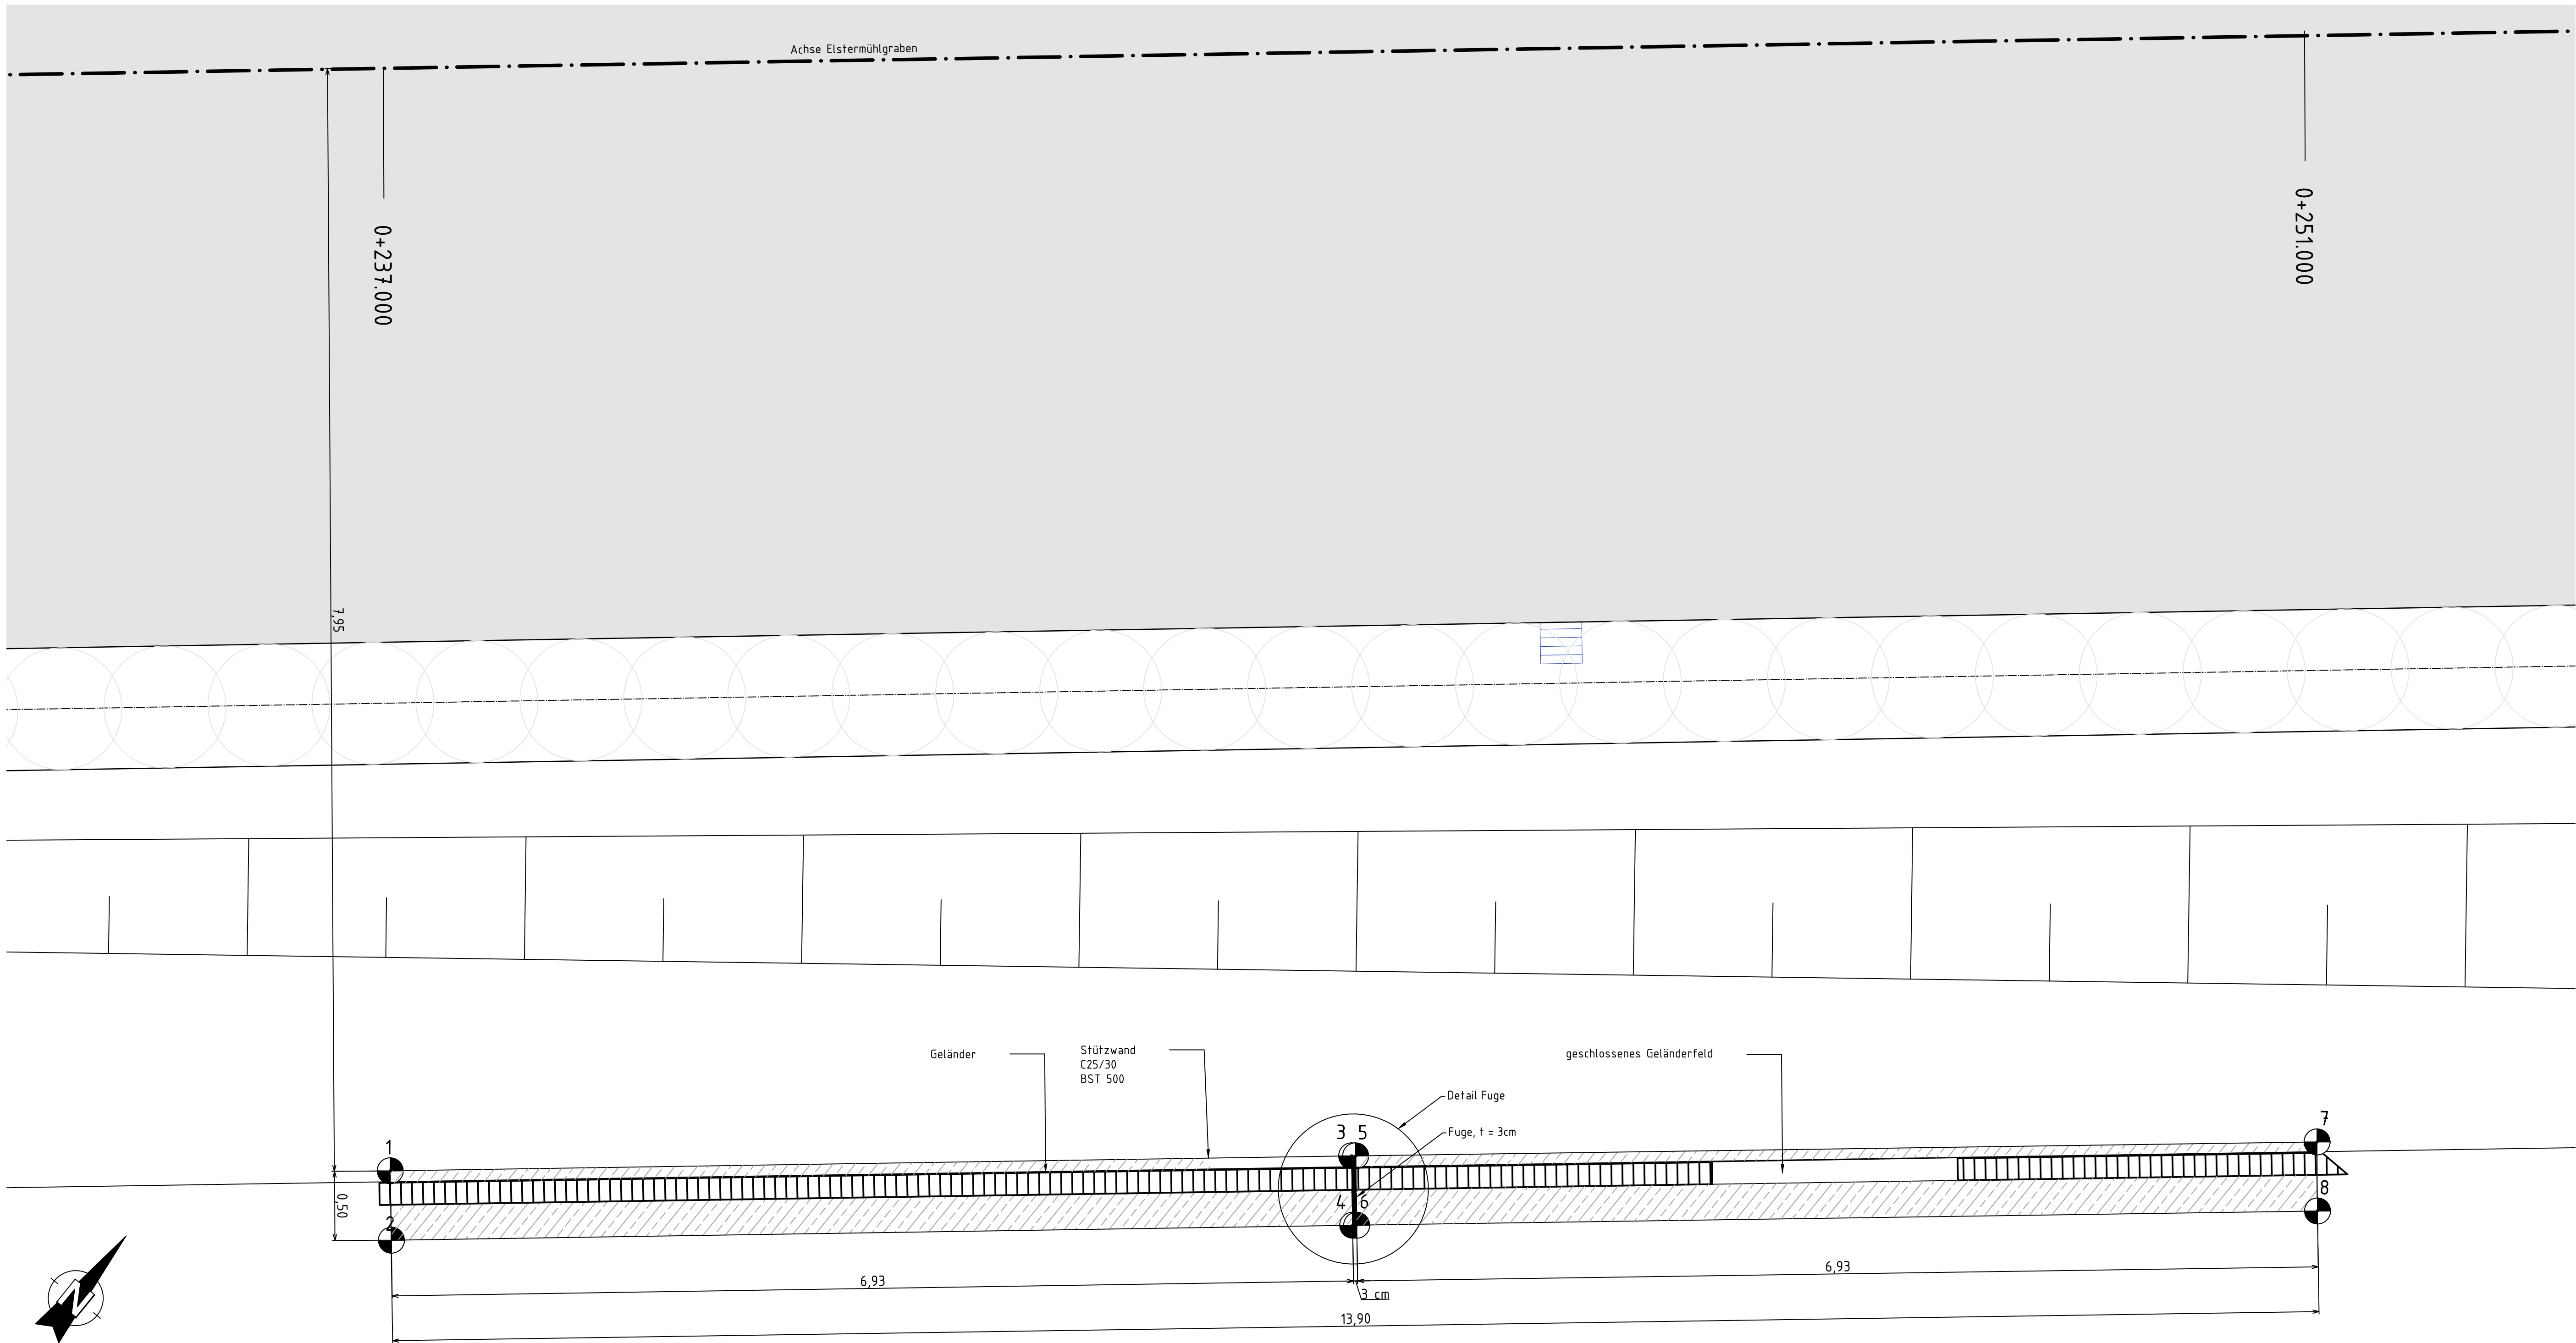 Achse Elstermühlgraben
0+237.000
0+251.000
7,95
Geländer
Stützwand
C25/30
BST 500
geschlossenes Geländerfeld
Detail Fuge
Fuge, t = 3cm
1
3 5
7
4 6
8
2
0,50
N
6,93
6,93
3 cm
13,90